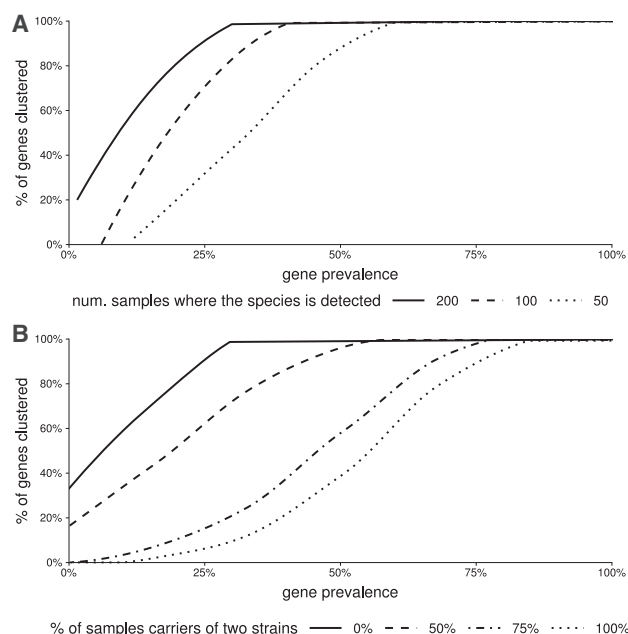 A
100%
80%
60%
40%
20%
0%
% of genes clustered
0% 25% 50% 75% 100%
gene prevalence
num. samples where the species is detected 200 100 50
B
100%
80%
60%
40%
20%
0%
% of genes clustered
0% 25% 50% 75% 100%
gene prevalence
% of samples carriers of two strains 0% 50% 75% 100%